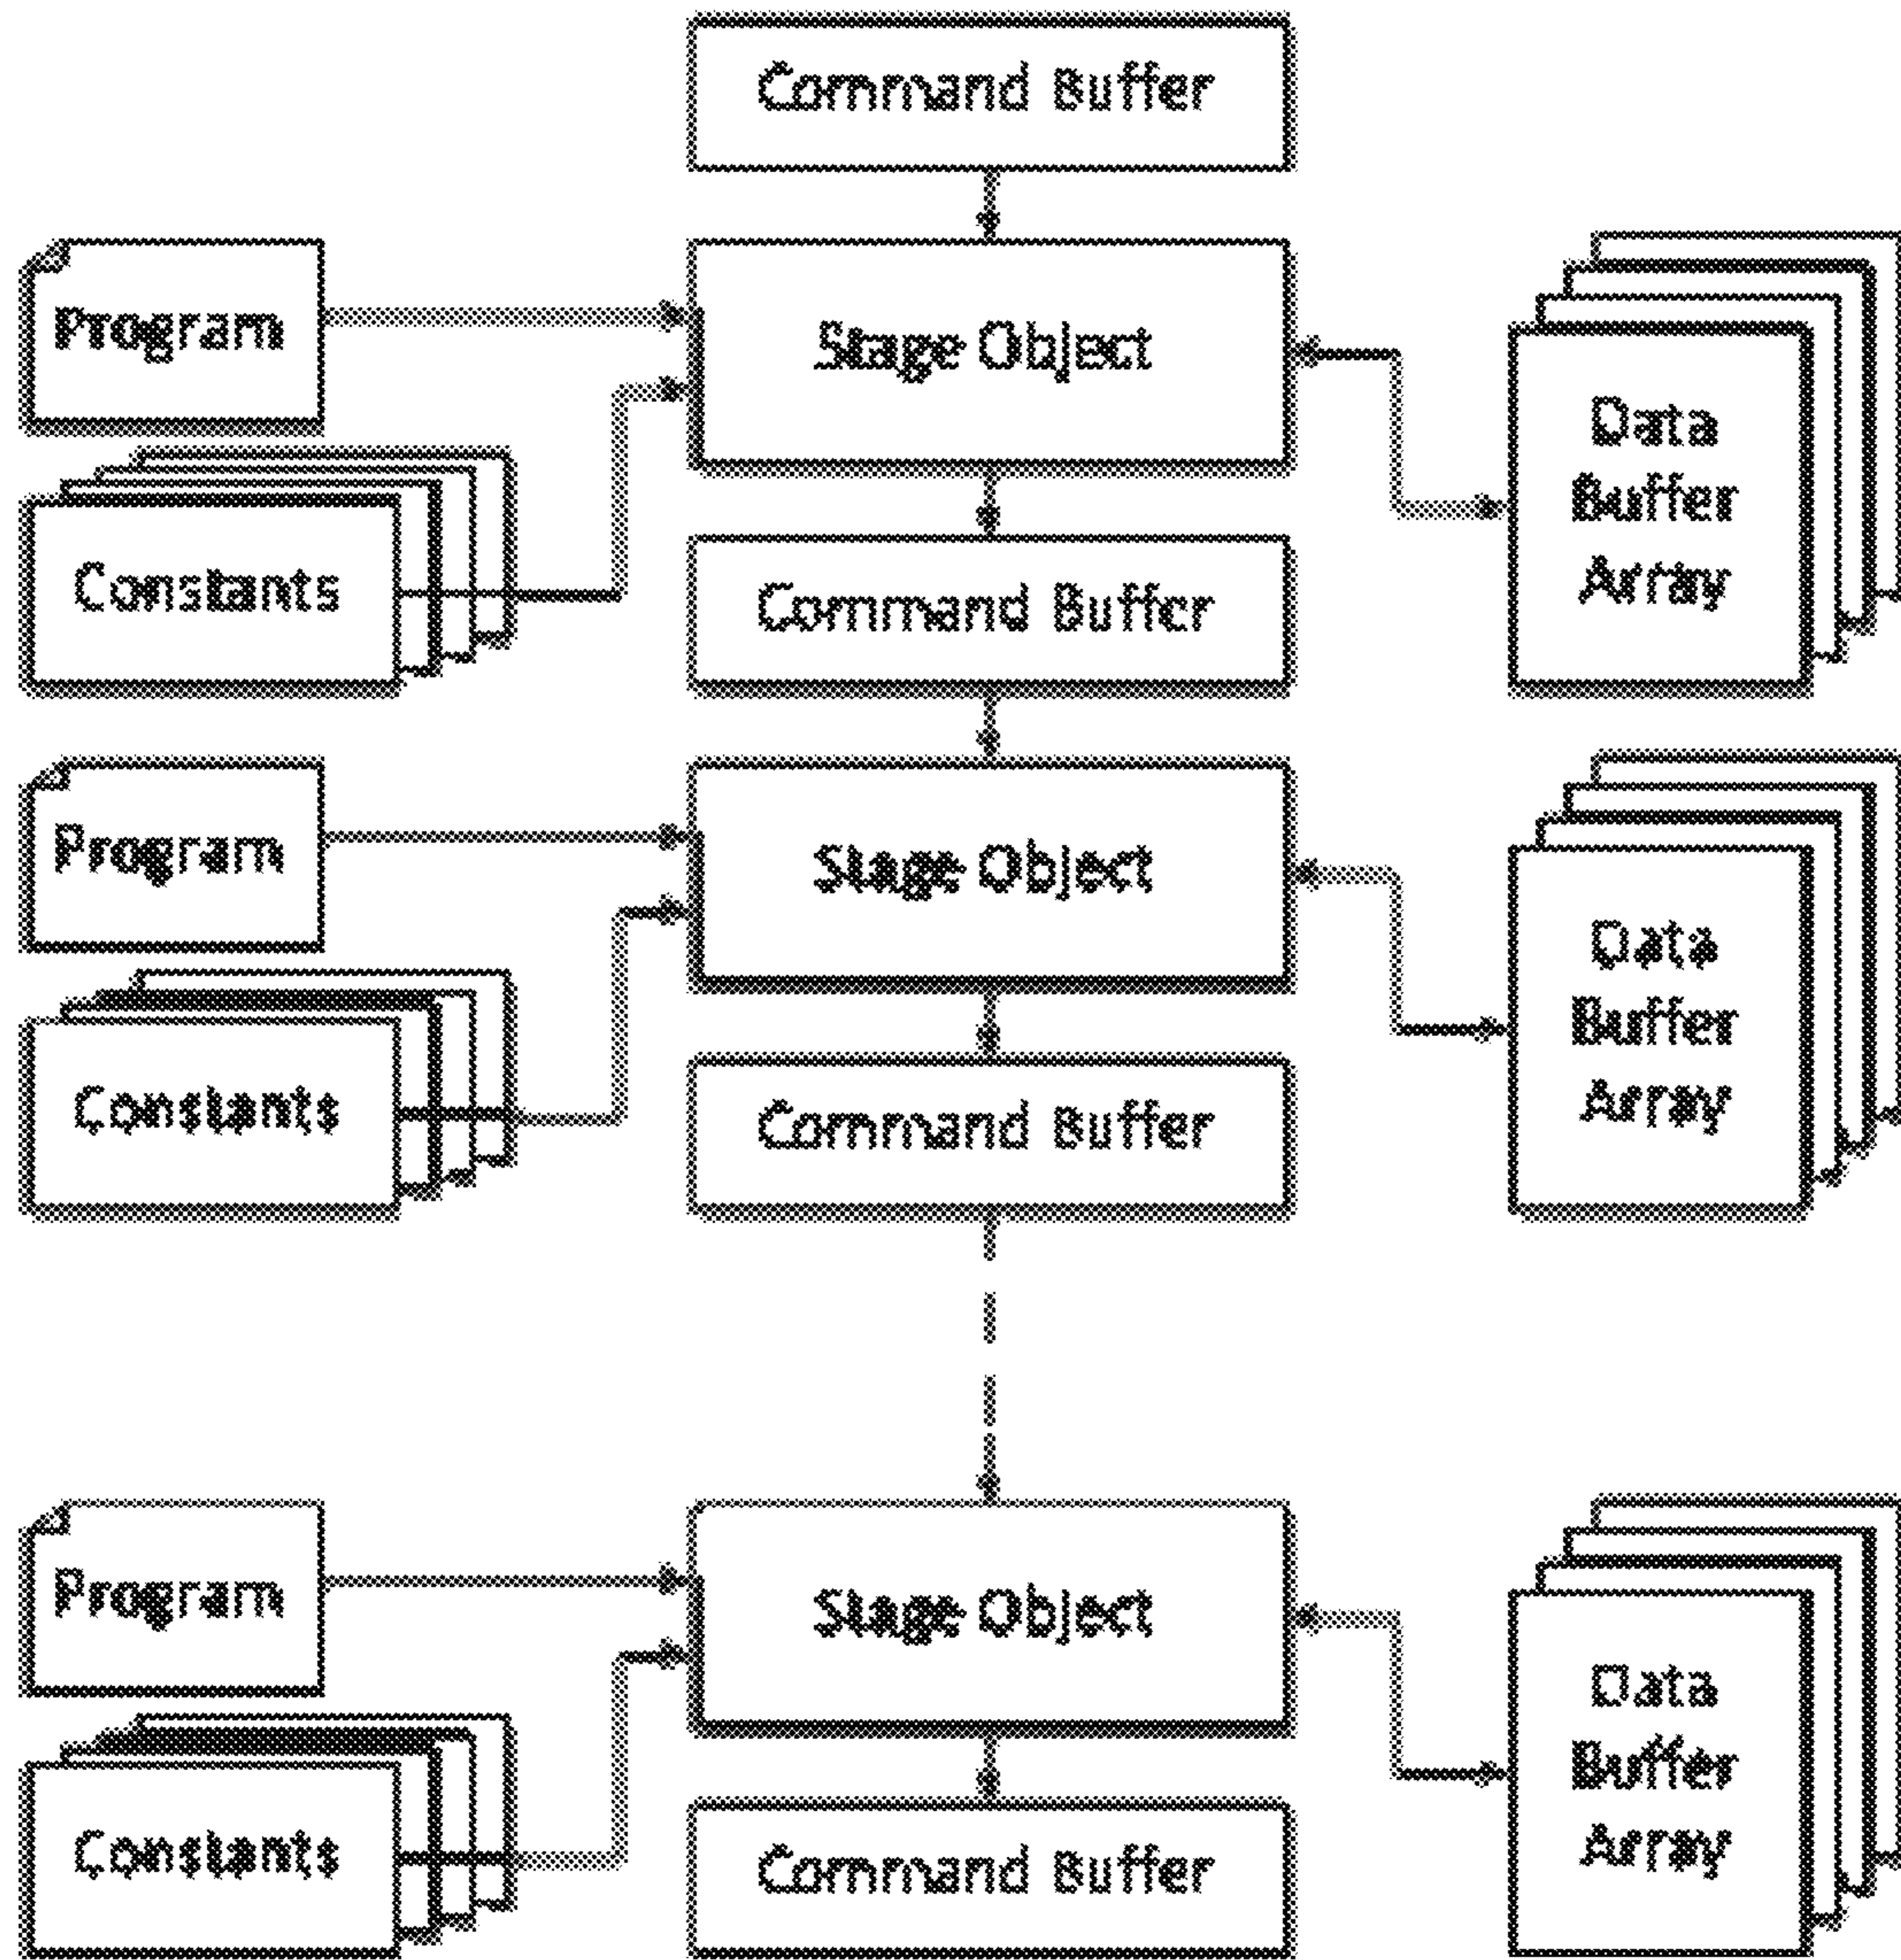 Command Buffer
Program
Stage Object
Data
Buffer
Array
Constants
Command Buffer
Program
Stage Object
Data
Buffer
Array
Constants
Command Buffer
Program
Stage Object
Data
Buffer
Array
Constants
Command Buffer